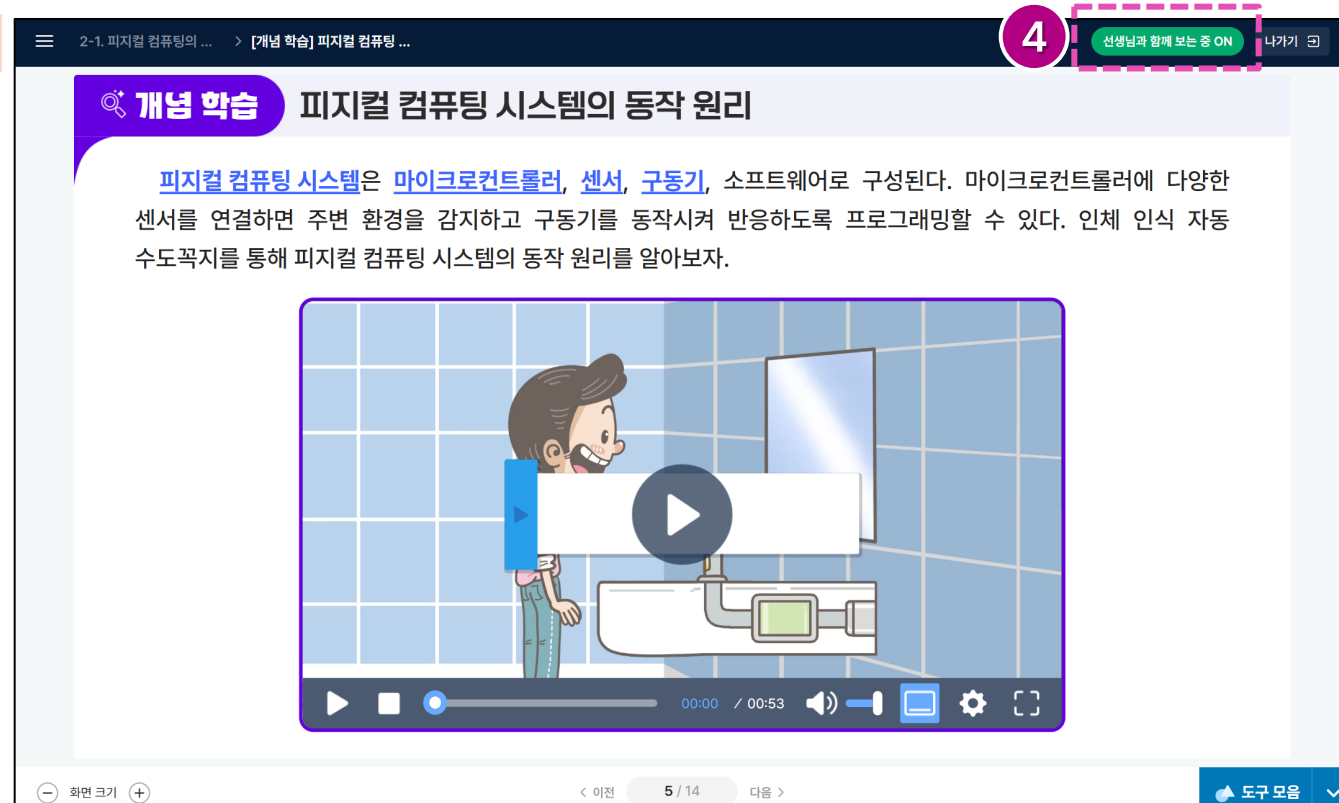 2-1. 피지컬 컴퓨팅의 ... > [개념 학습] 피지컬 컴퓨팅 ...
4
선생님과 함께 보는 중 ON
나가기
개념 학습
피지컬 컴퓨팅 시스템의 동작 원리
피지컬 컴퓨팅 시스템은 마이크로컨트롤러, 센서, 구동기, 소프트웨어로 구성된다. 마이크로컨트롤러에 다양한
센서를 연결하면 주변 환경을 감지하고 구동기를 동작시켜 반응하도록 프로그래밍할 수 있다. 인체 인식 자동
수도꼭지를 통해 피지컬 컴퓨팅 시스템의 동작 원리를 알아보자.
00:00 / 00:53
화면 크기
< 이전 5 / 14 다음 >
도구 모음